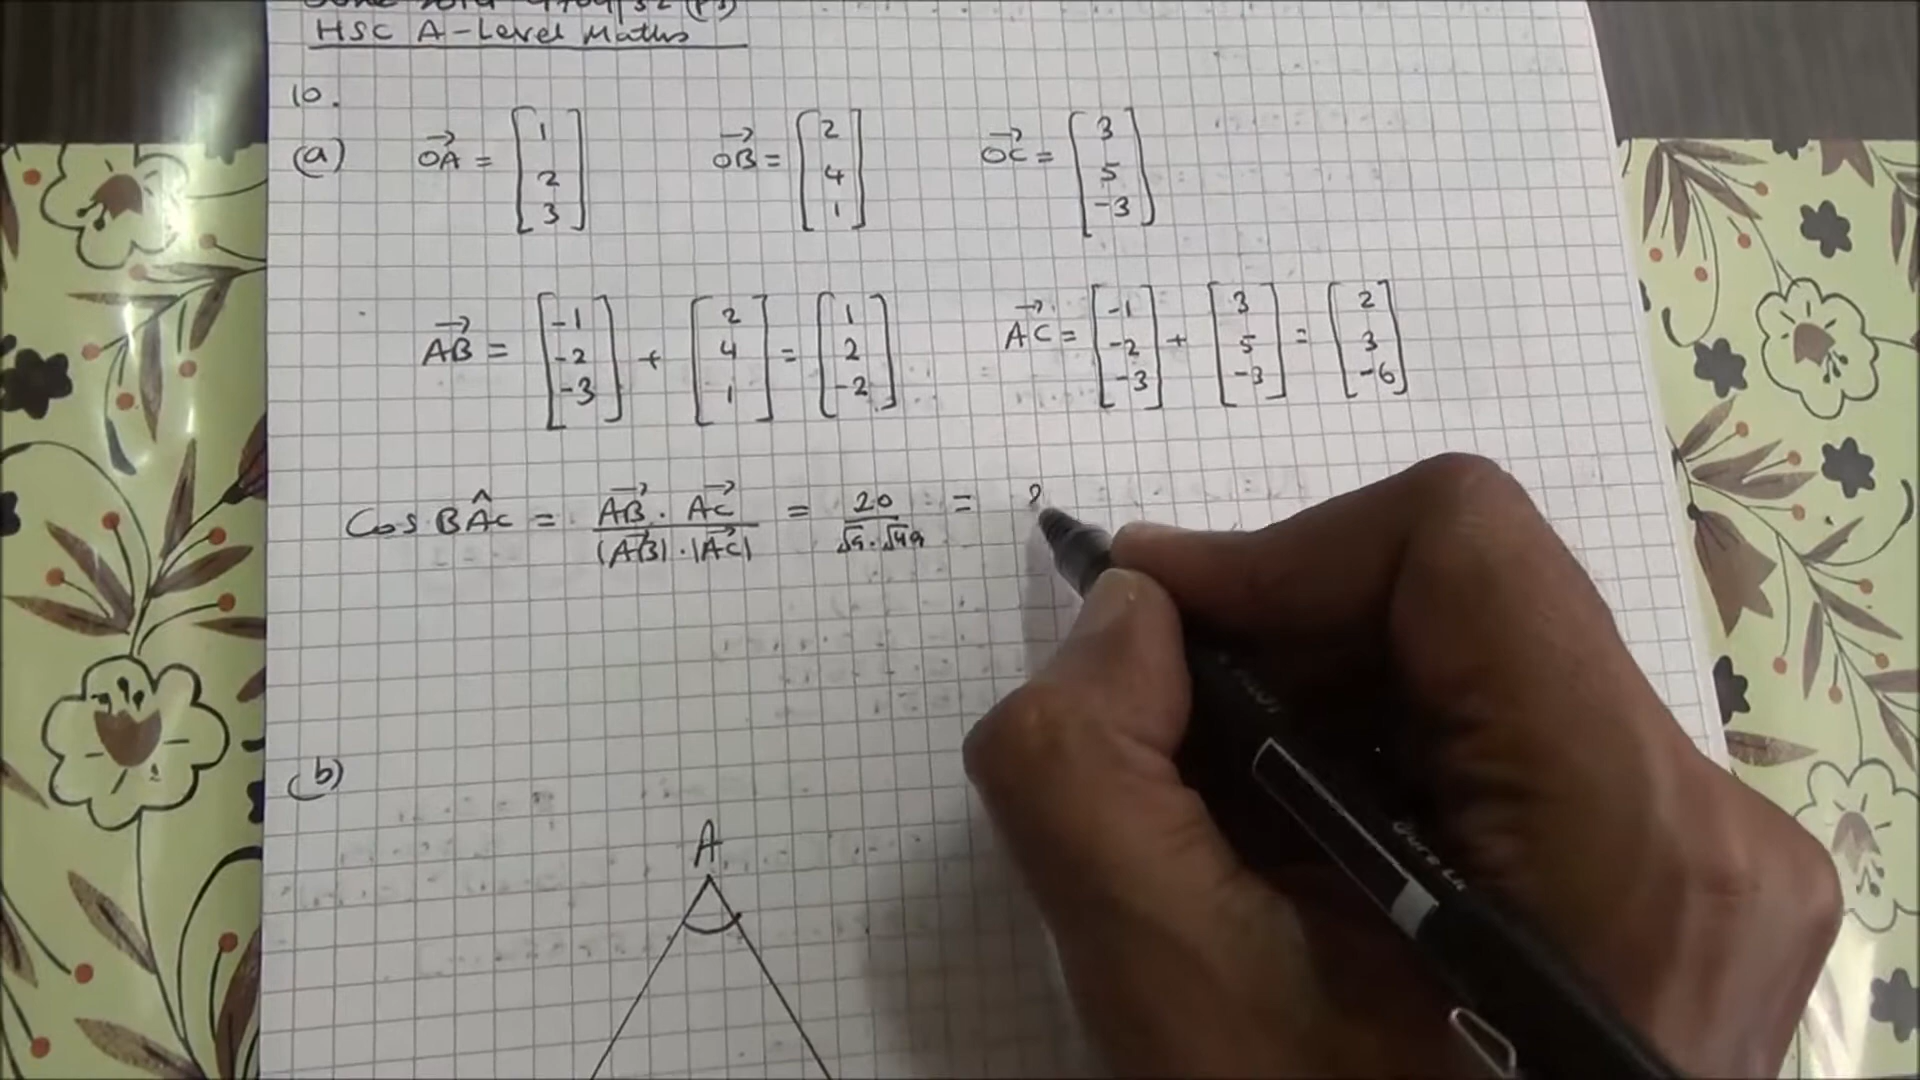 HSC A-Level Maths
10.
(a) OA = [1 2 3] OB = [2 4 1] OC = [3 5 -3]
AB = [-1 -2 -3] + [2 4 1] = [1 2 -2] AC = [-1 -2 -3] + [3 5 -3] = [2 3 -6]
Cos BÂC = AB . AC / |AB| . |AC| = 20 / √9 . √49 =
(b)
A